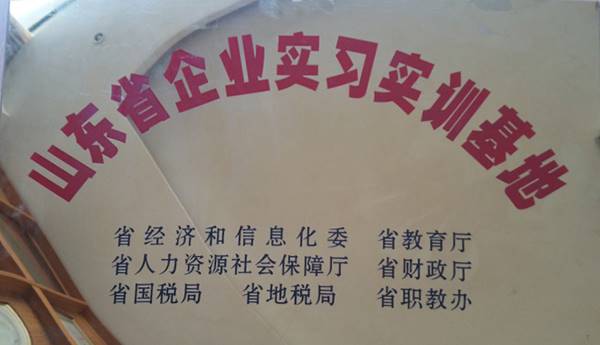 山东省企业实习实训基地
省经济和信息化委 省教育厅
省人力资源社会保障厅 省财政厅
省国税局 省地税局 省职教办